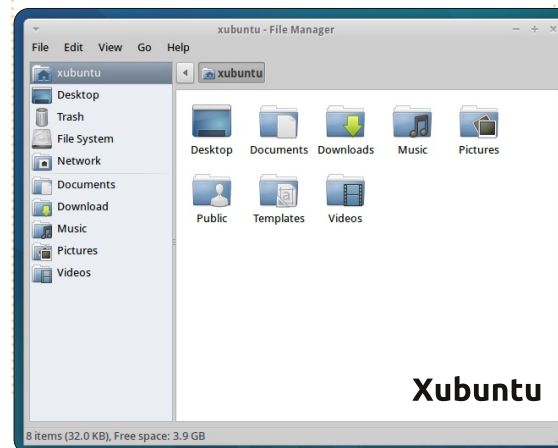 xubuntu - File Manager
File Edit View Go Help
xubuntu
Desktop
Trash
File System
Network
Documents
Download
Music
Pictures
Videos
xubuntu
Desktop Documents Downloads Music Pictures
Public Templates Videos
Xubuntu
8 items (32.0 KB), Free space: 3.9 GB